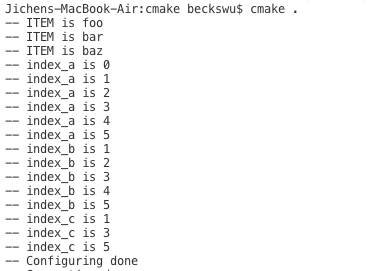 Jichens-MacBook-Air:cmake beckswu$ cmake .
-- ITEM is foo
-- ITEM is bar
-- ITEM is baz
-- index_a is 0
-- index_a is 1
-- index_a is 2
-- index_a is 3
-- index_a is 4
-- index_a is 5
-- index_b is 1
-- index_b is 2
-- index_b is 3
-- index_b is 4
-- index_b is 5
-- index_c is 1
-- index_c is 3
-- index_c is 5
-- Configuring done